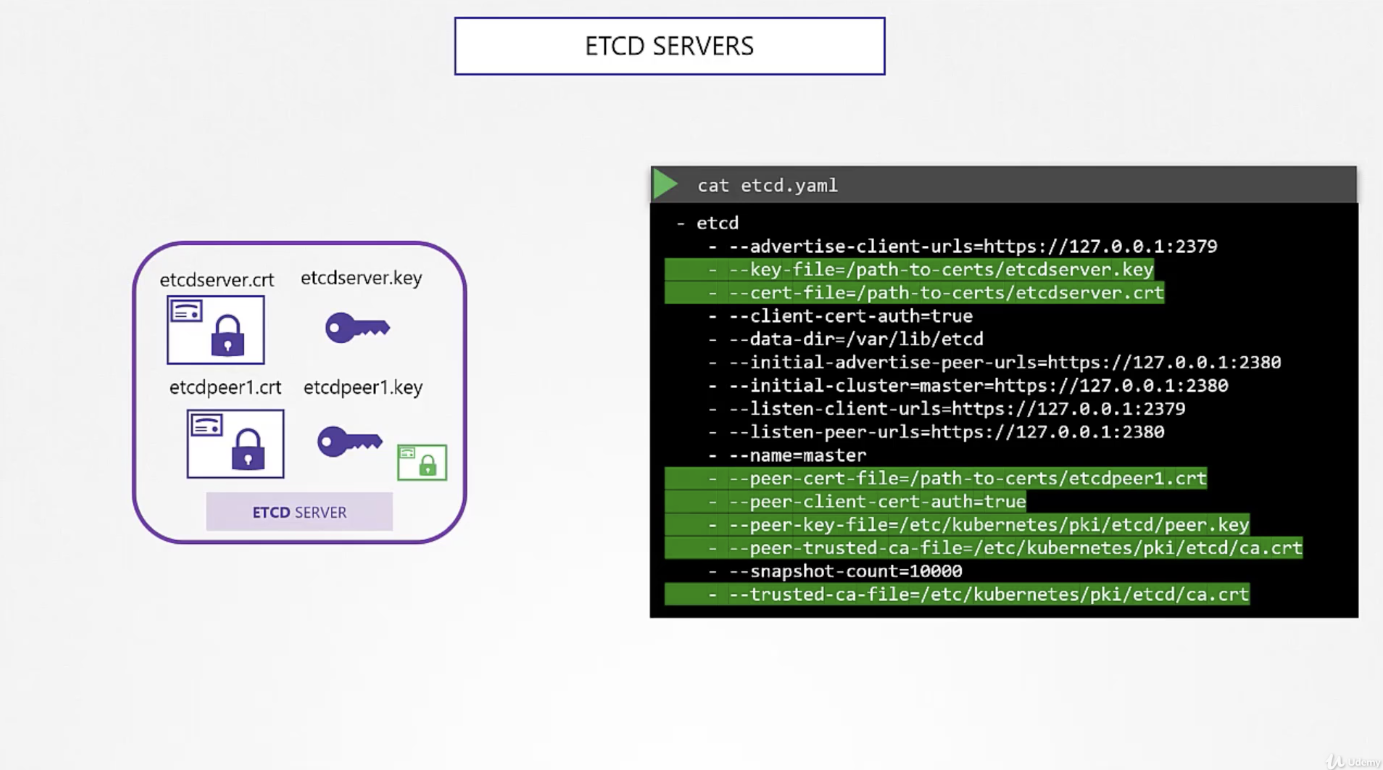 ETCD SERVERS
etcdserver.crt etcdserver.key
etcdpeer1.crt etcdpeer1.key
ETCD SERVER
cat etcd.yaml
- etcd
- --advertise-client-urls=https://127.0.0.1:2379
- --key-file=/path-to-certs/etcdserver.key
- --cert-file=/path-to-certs/etcdserver.crt
- --client-cert-auth=true
- --data-dir=/var/lib/etcd
- --initial-advertise-peer-urls=https://127.0.0.1:2380
- --initial-cluster=master=https://127.0.0.1:2380
- --listen-client-urls=https://127.0.0.1:2379
- --listen-peer-urls=https://127.0.0.1:2380
- --name=master
- --peer-cert-file=/path-to-certs/etcdpeer1.crt
- --peer-client-cert-auth=true
- --peer-key-file=/etc/kubernetes/pki/etcd/peer.key
- --peer-trusted-ca-file=/etc/kubernetes/pki/etcd/ca.crt
- --snapshot-count=10000
- --trusted-ca-file=/etc/kubernetes/pki/etcd/ca.crt
Udemy